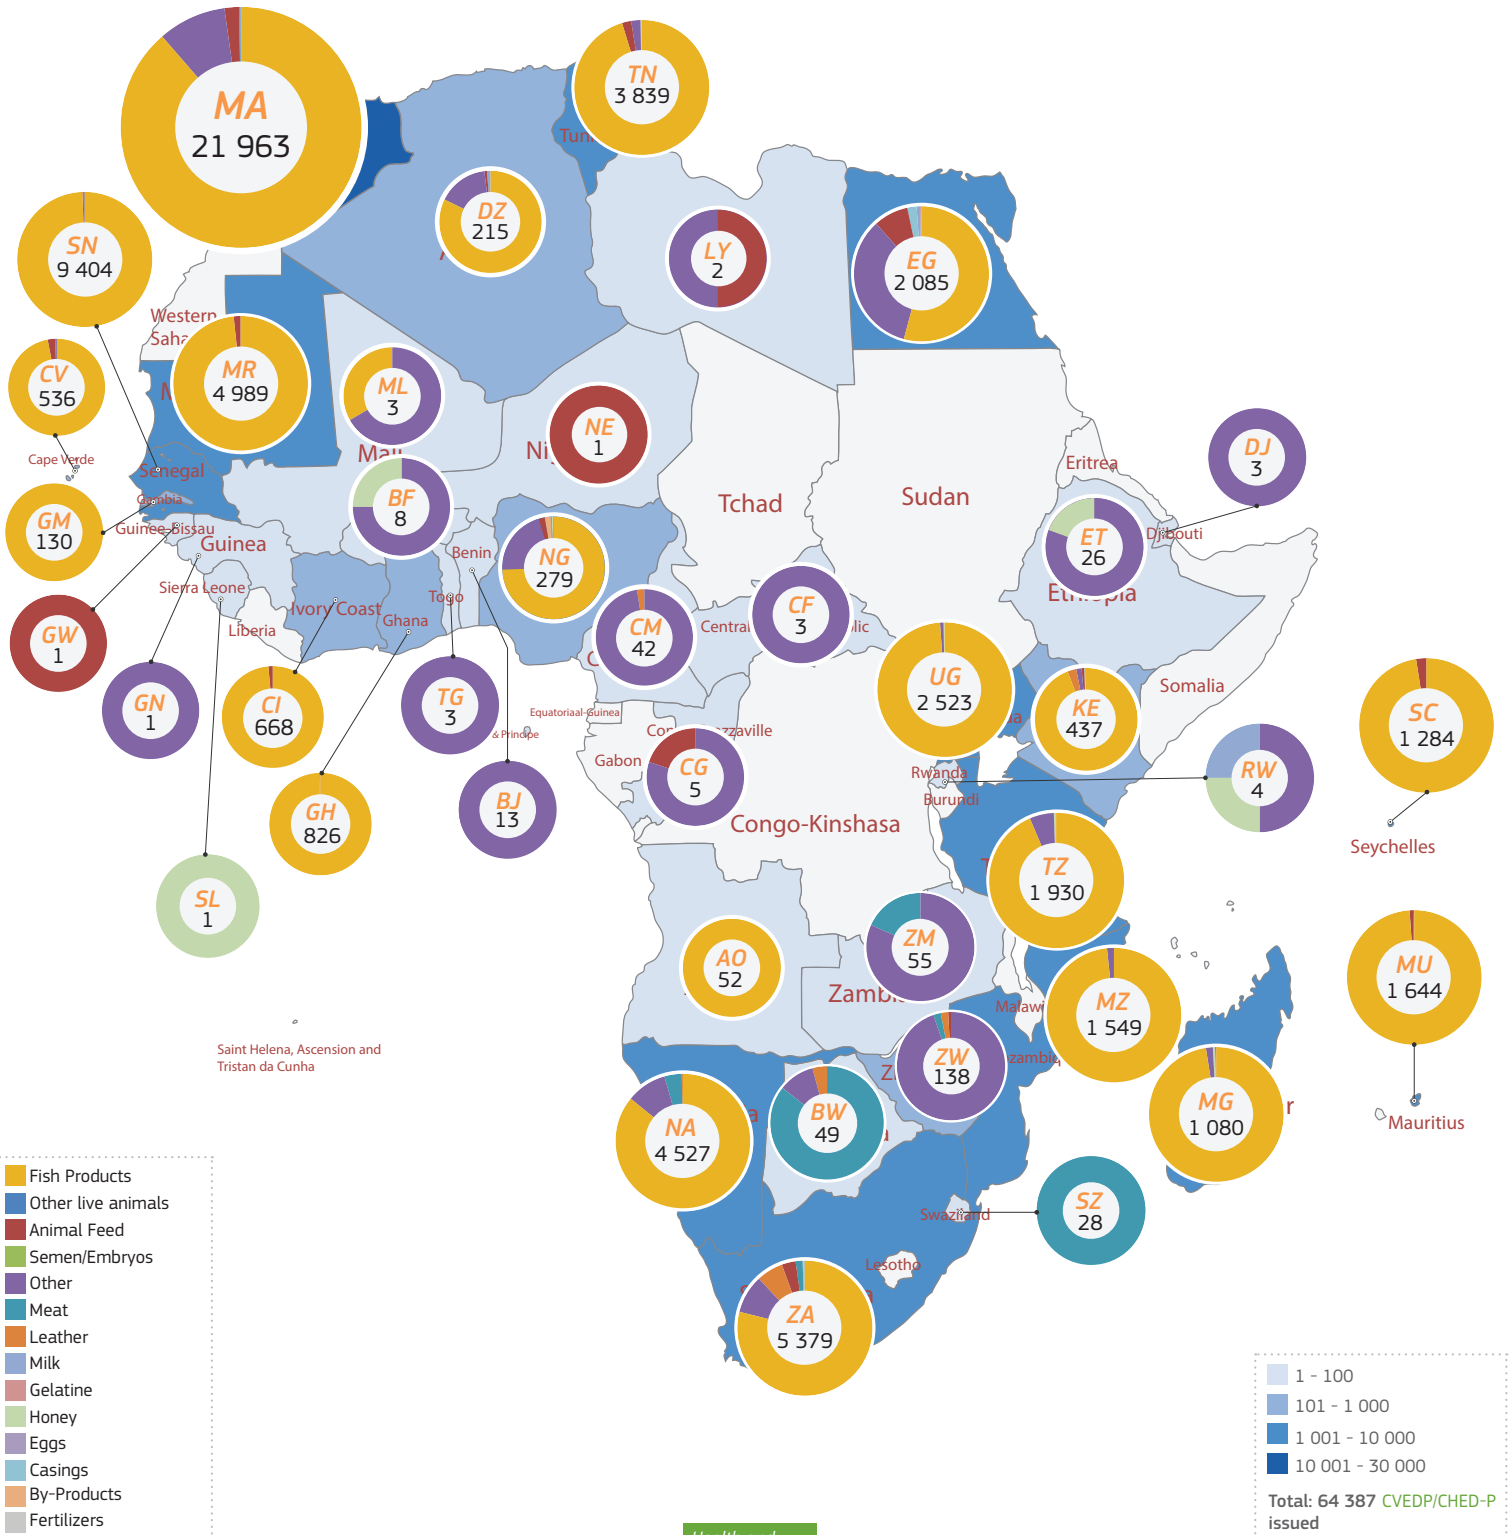 MA
21 963
TN
3 839
DZ
215
LY
2
EG
2 085
SN
9 404
CV
536
MR
4 989
ML
3
NE
1
DJ
3
GM
130
BF
8
NG
279
ET
26
GW
1
GN
1
CI
668
TG
3
CM
42
CF
3
UG
2 523
KE
437
SC
1 284
GH
826
BJ
13
CG
5
RW
4
SL
1
AO
52
ZM
55
TZ
1 930
MZ
1 549
MU
1 644
ZW
138
BW
49
NA
4 527
MG
1 080
SZ
28
ZA
5 379
Western
Cape Verde
Senegal
Gambia
Guinee-Bissau
Guinea
Sierra Leone
Liberia
Ivory Coast
Ghana
Togo
Benin
Tchad
Sudan
Eritrea
Djibouti
Ethiopia
Somalia
Equatoriaal-Guinea
& Principe
Gabon
Congo-Kinshasa
Rwanda
Burundi
Seychelles
Saint Helena, Ascension and
Tristan da Cunha
Mauritius
Swaziland
Lesotho
Fish Products
Other live animals
Animal Feed
Semen/Embryos
Other
Meat
Leather
Milk
Gelatine
Honey
Eggs
Casings
By-Products
Fertilizers
1 - 100
101 - 1 000
1 001 - 10 000
10 001 - 30 000
Total: 64 387 CVEDP/CHED-P
issued